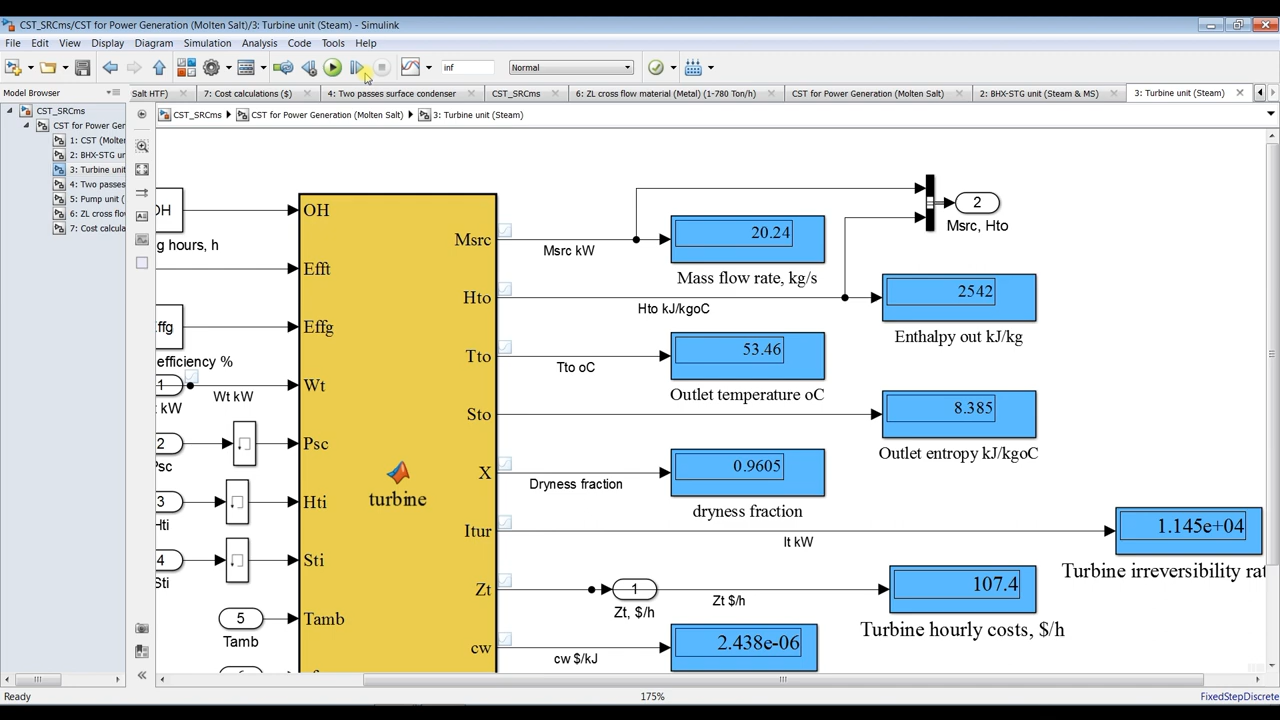 CST_SRCms/CST for Power Generation (Molten Salt)/3: Turbine unit (Steam) - Simulink
File Edit View Display Diagram Simulation Analysis Code Tools Help
inf
Normal
Model Browser
Salt HTF)
7: Cost calculations ($)
4: Two passes surface condenser
CST_SRCms
6: ZL cross flow material (Metal) (1-780 Ton/h)
CST for Power Generation (Molten Salt)
2: BHX-STG unit (Steam & MS)
3: Turbine unit (Steam)
CST_SRCms
CST for Power Gener
1: CST (Molten
2: BHX-STG un
3: Turbine unit
4: Two passes
5: Pump unit (
6: ZL cross flov
7: Cost calcula
CST_SRCms
CST for Power Generation (Molten Salt)
3: Turbine unit (Steam)
OH
g hours, h
ffg
efficiency %
1
t kW
Wt kW
2
Psc
3
Hti
4
Sti
5
Tamb
OH
Efft
Effg
Wt
Psc
Hti
Sti
Tamb
turbine
Msrc
Hto
Tto
Sto
X
Itur
Zt
cw
Msrc kW
20.24
Mass flow rate, kg/s
2
Msrc, Hto
Hto kJ/kgoC
2542
Enthalpy out kJ/kg
Tto oC
53.46
Outlet temperature oC
8.385
Outlet entropy kJ/kgoC
Dryness fraction
0.9605
dryness fraction
It kW
1.145e+04
Turbine irreversibility rat
1
Zt, $/h
Zt $/h
107.4
Turbine hourly costs, $/h
cw $/kJ
2.438e-06
Ready
175%
FixedStepDiscrete